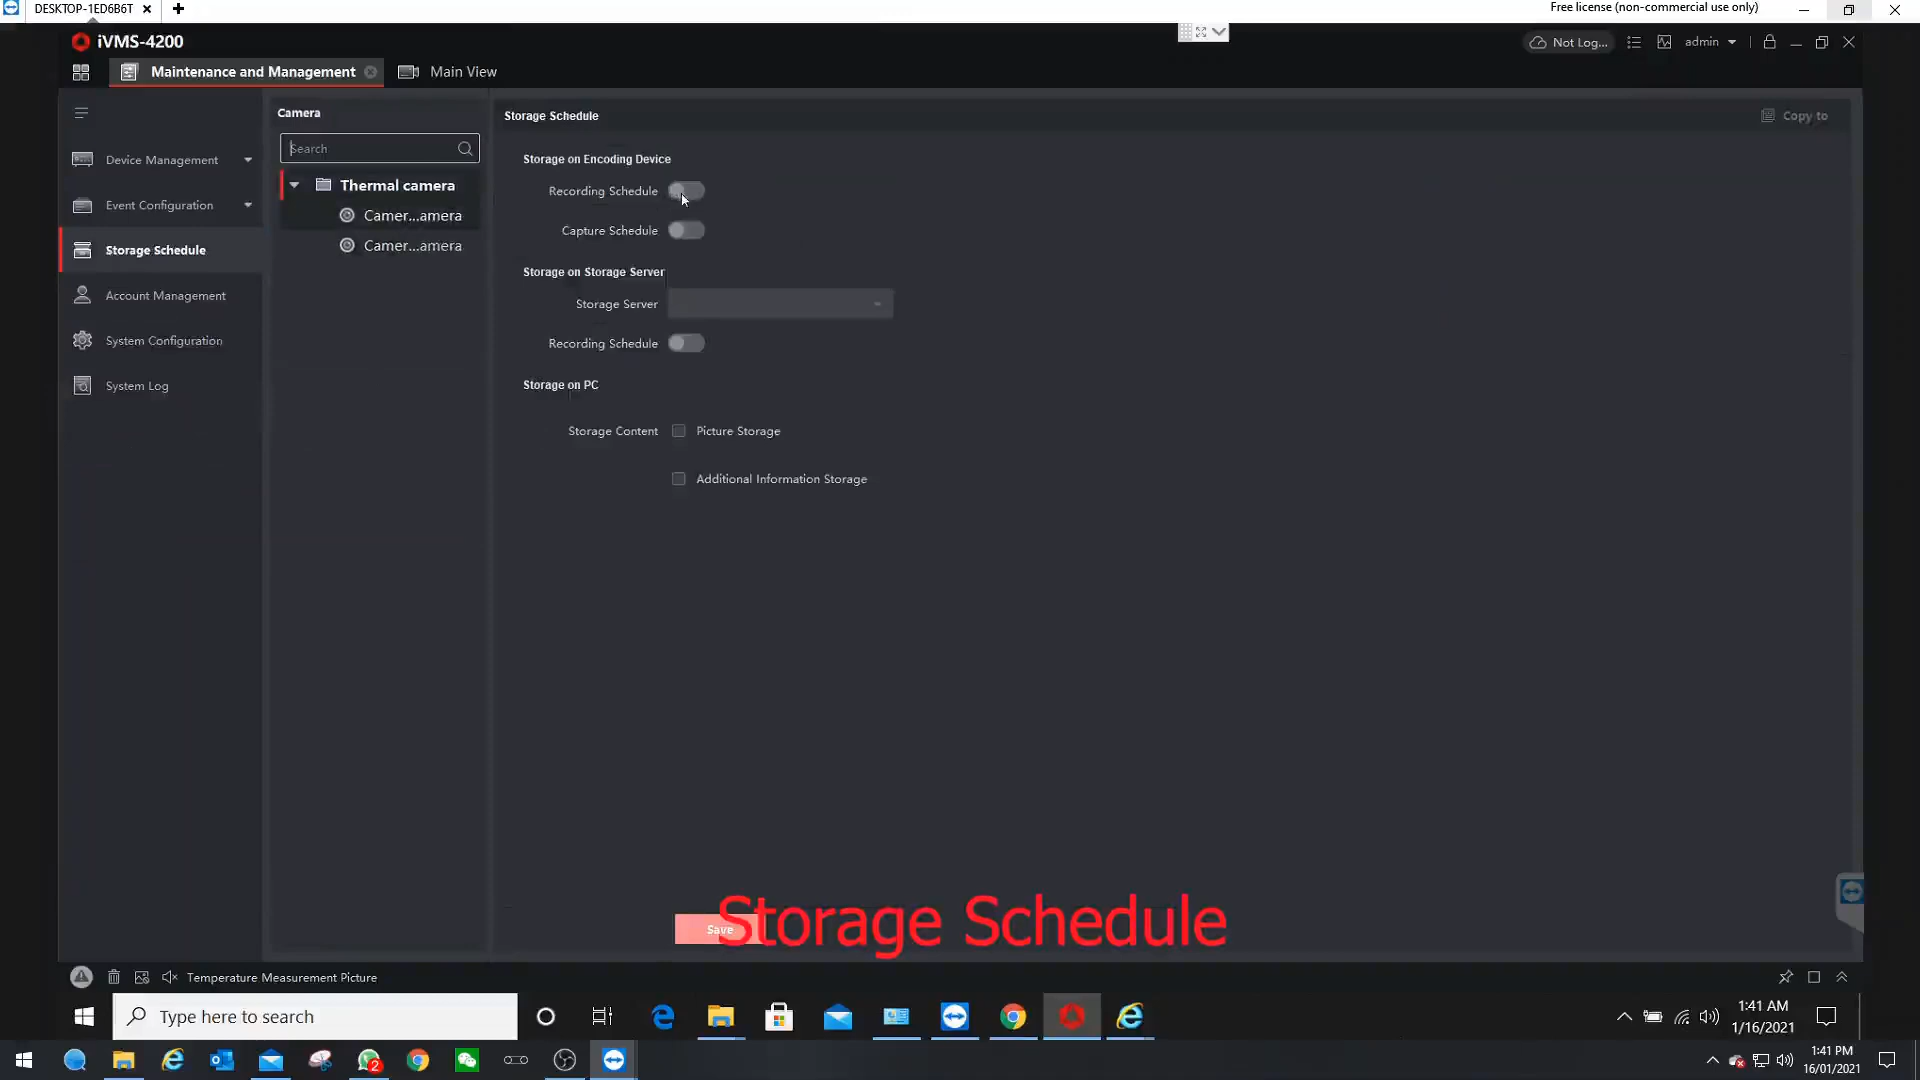 DESKTOP-1ED6B6T
Free license (non-commercial use only)
iVMS-4200
Not Log...
admin
Maintenance and Management
Main View
Device Management
Event Configuration
Storage Schedule
Account Management
System Configuration
System Log
Camera
Search
Thermal camera
Camer...amera
Camer...amera
Storage Schedule
Copy to
Storage on Encoding Device
Recording Schedule
Capture Schedule
Storage on Storage Server
Storage Server
Recording Schedule
Storage on PC
Storage Content
Picture Storage
Additional Information Storage
Save
Storage Schedule
Temperature Measurement Picture
Type here to search
1:41 AM
1/16/2021
2
1:41 PM
16/01/2021